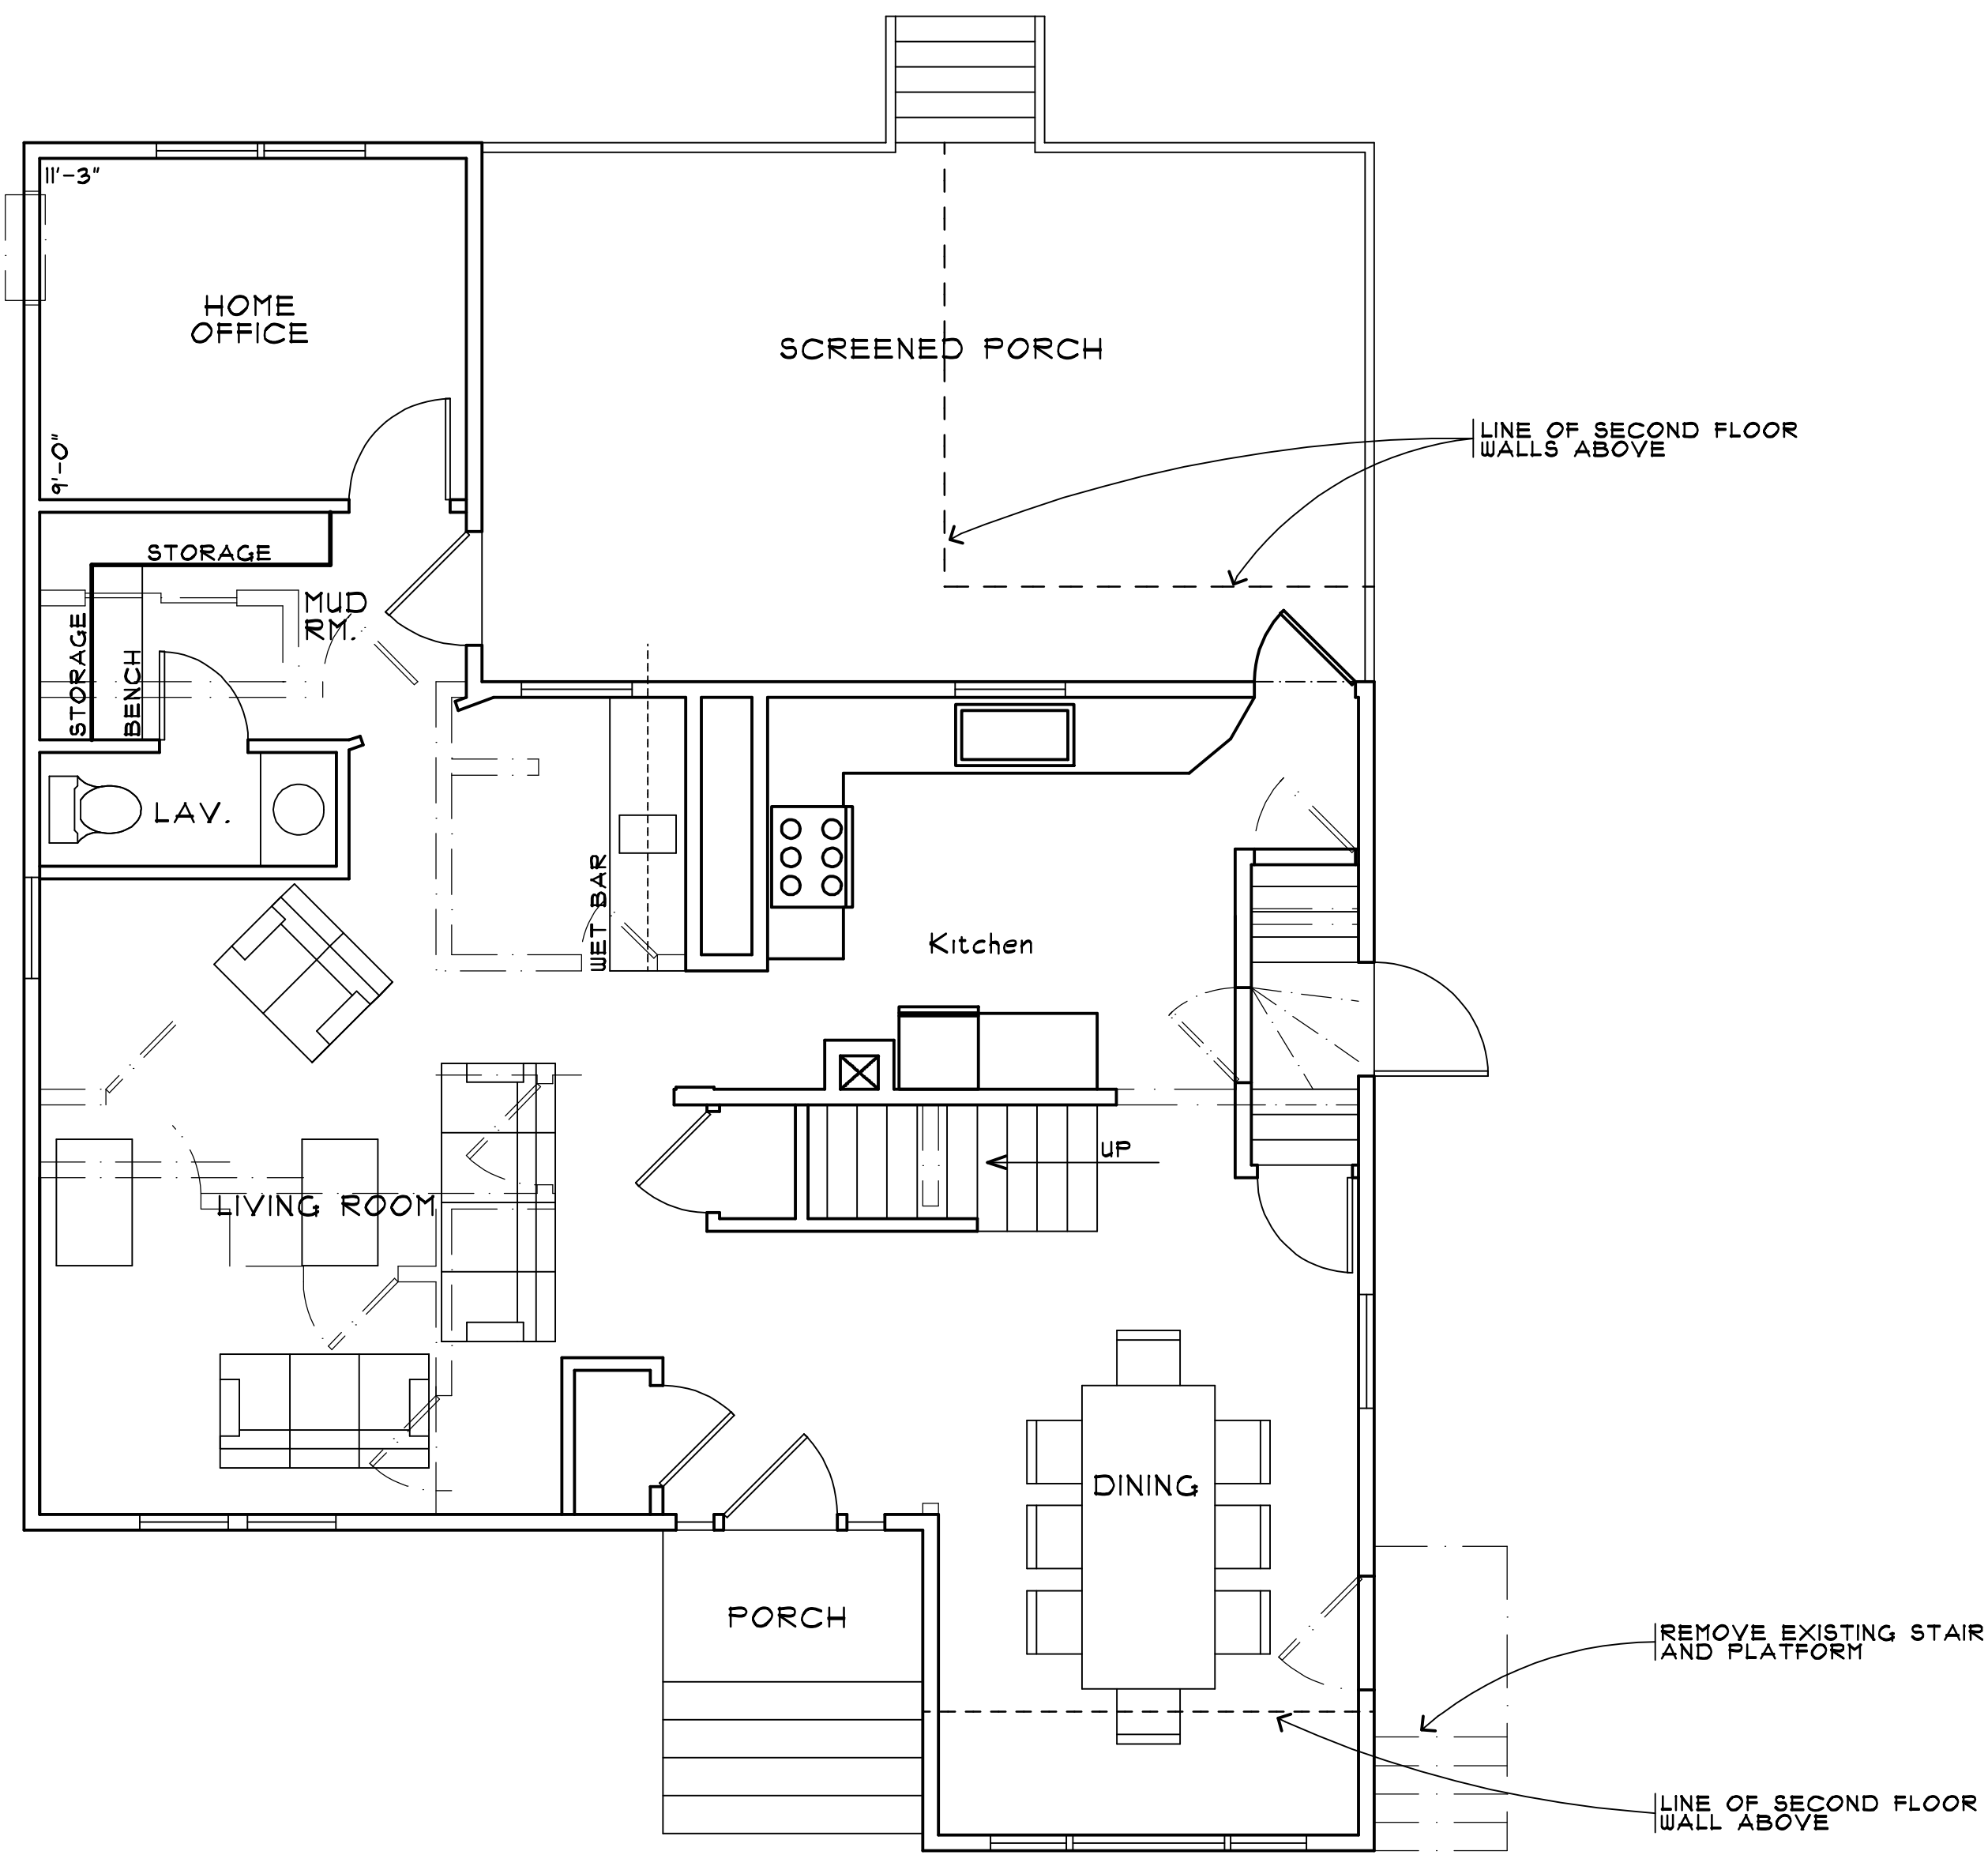 11'-3"
HOME
OFFICE
SCREENED PORCH
LINE OF SECOND FLOOR
WALLS ABOVE
9'-0"
STORAGE
MUD
RM.
STORAGE
BENCH
LAV.
WET BAR
Kitchen
UP
LIVING ROOM
DINING
PORCH
REMOVE EXISTING STAIR
AND PLATFORM
LINE OF SECOND FLOOR
WALL ABOVE